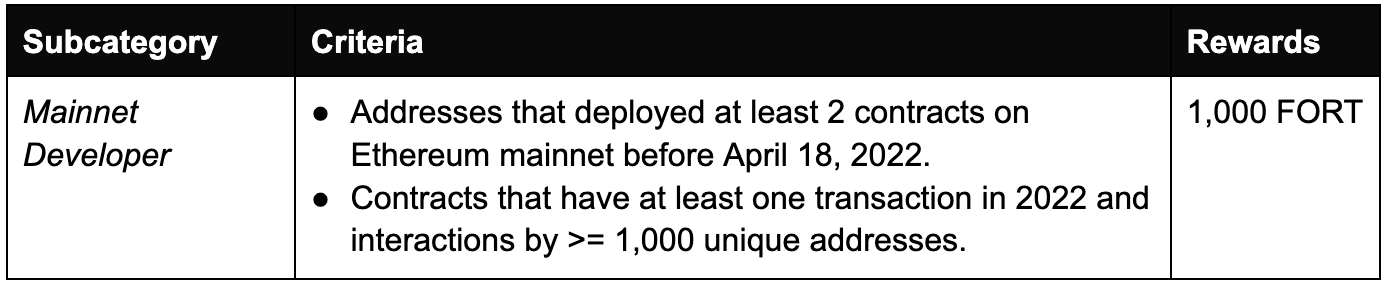 Subcategory Criteria Rewards
Mainnet
Developer
● Addresses that deployed at least 2 contracts on
Ethereum mainnet before April 18, 2022.
● Contracts that have at least one transaction in 2022 and
interactions by >= 1,000 unique addresses.
1,000 FORT